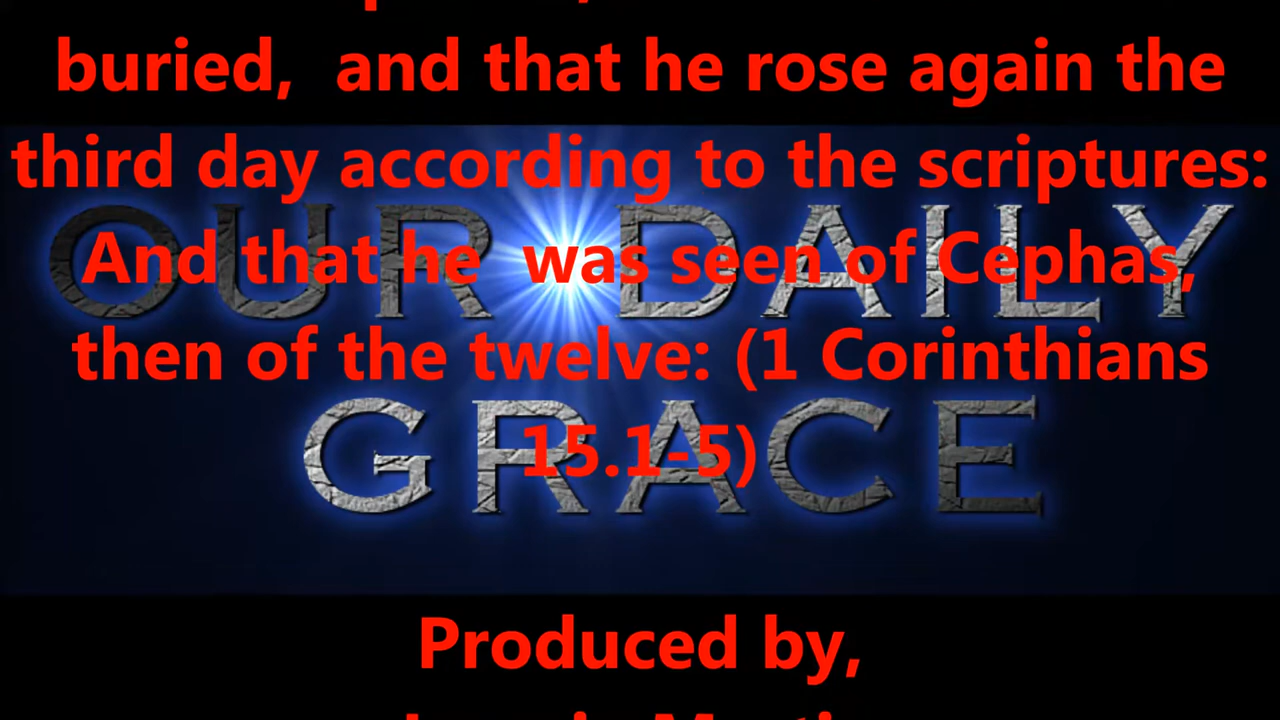 buried,  and that he rose again the
third day according to the scriptures:
OUR DAILY
And that he  was seen of Cephas,
then of the twelve: (1 Corinthians
GRACE
15.1-5)
Produced by,